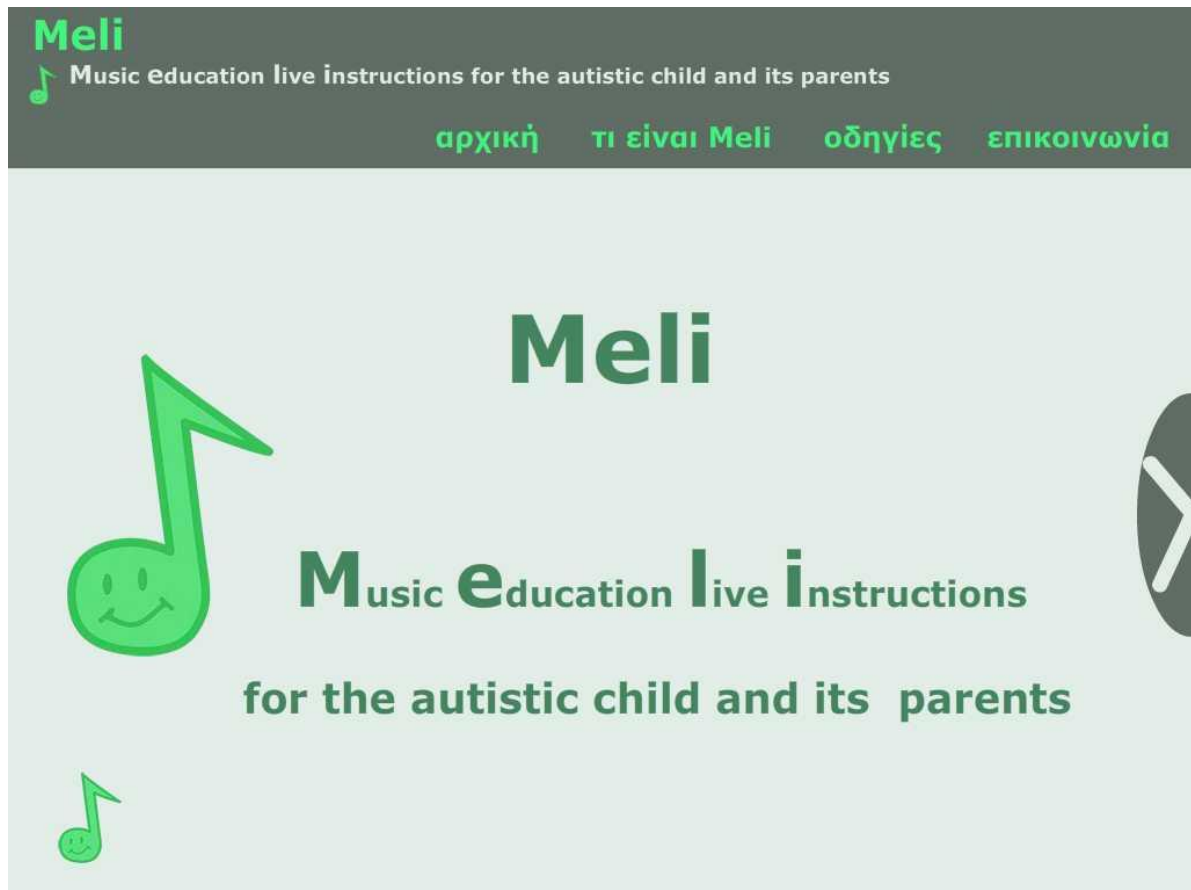 Meli
Music education live instructions for the autistic child and its parents
αρχική τι είναι Meli οδηγίες επικοινωνία
Meli
Music education live instructions
for the autistic child and its parents